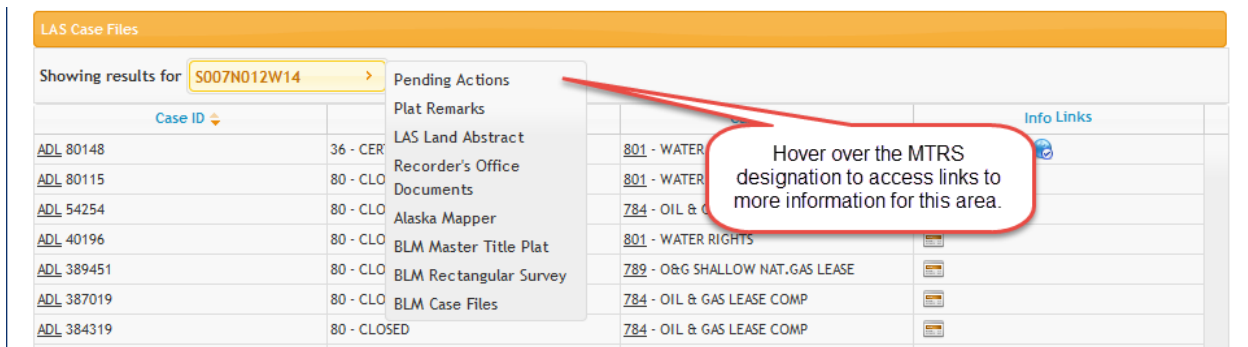 LAS Case Files
Showing results for S007N012W14 >
Pending Actions
Plat Remarks
LAS Land Abstract
Recorder's Office
Documents
Alaska Mapper
BLM Master Title Plat
BLM Rectangular Survey
BLM Case Files
Hover over the MTRS
designation to access links to
more information for this area.
Case ID Info Links
ADL 80148 36 - CER 801 - WATER
ADL 80115 80 - CLO 801 - WATER
ADL 54254 80 - CLO 784 - OIL &
ADL 40196 80 - CLO 801 - WATER RIGHTS
ADL 389451 80 - CLO 789 - O&G SHALLOW NAT.GAS LEASE
ADL 387019 80 - CLO 784 - OIL & GAS LEASE COMP
ADL 384319 80 - CLOSED 784 - OIL & GAS LEASE COMP